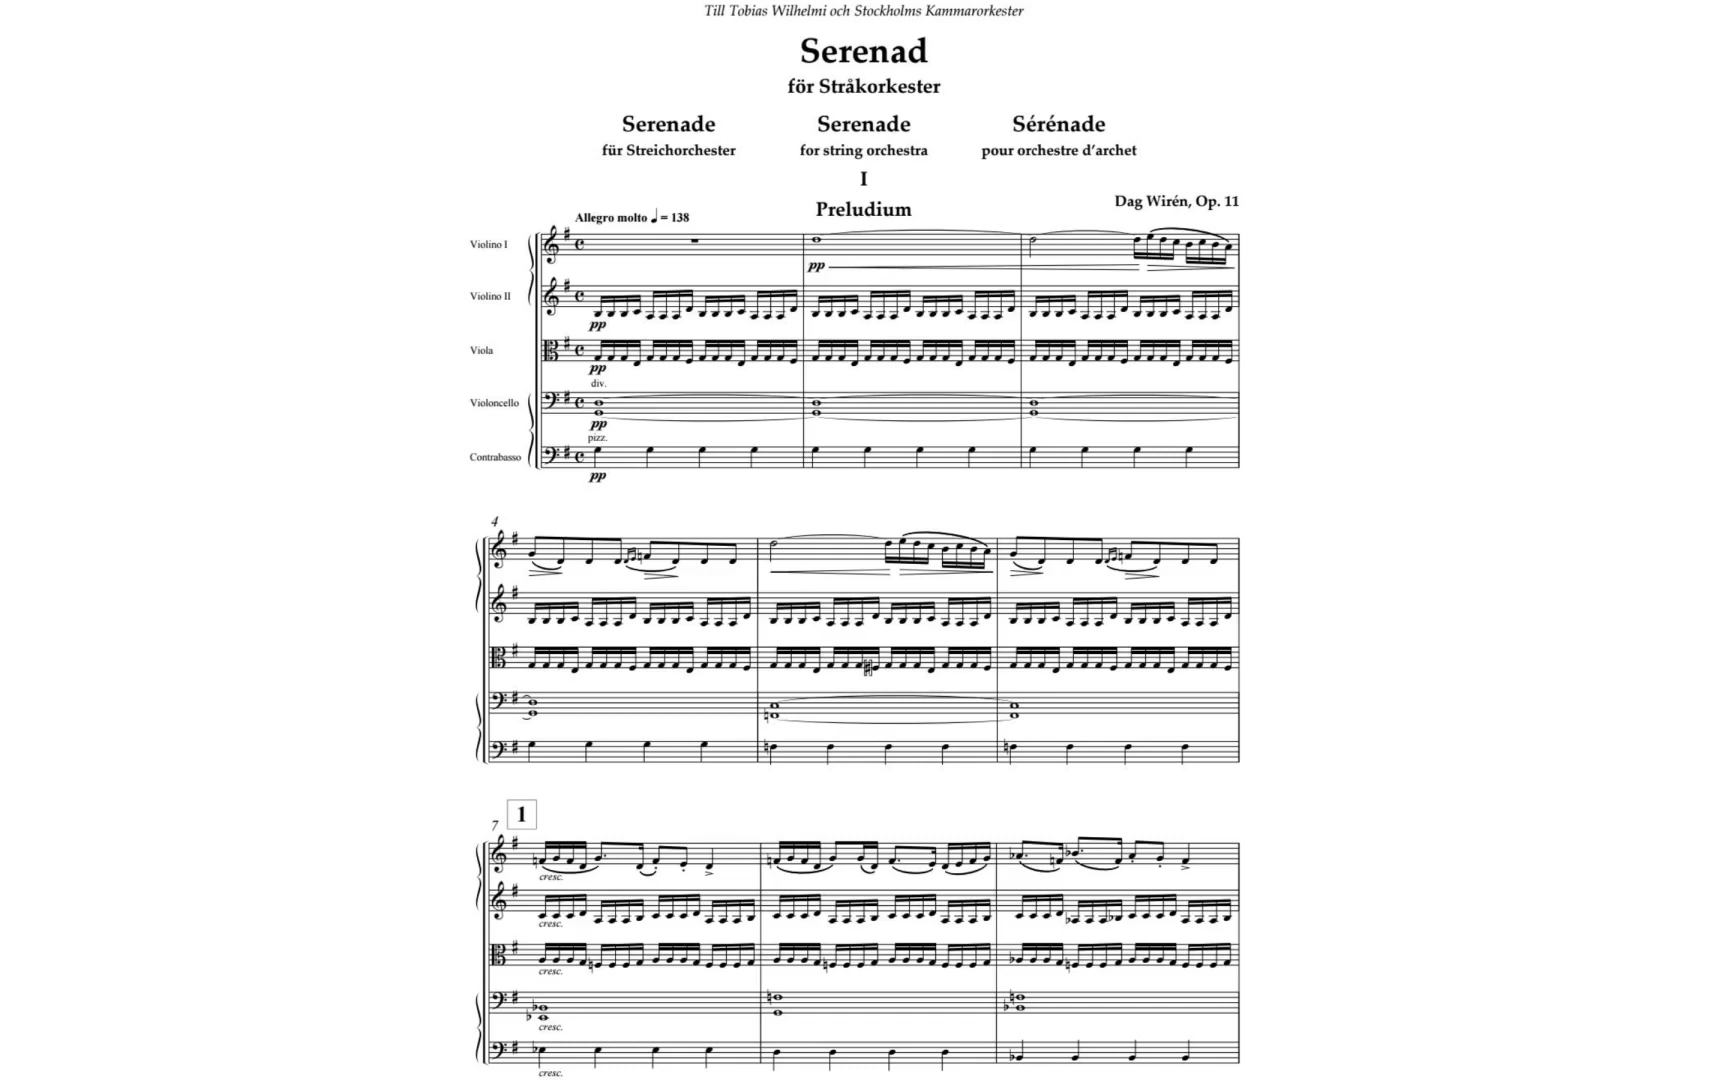 Till Tobias Wilhelmi och Stockholms Kammarorkester
Serenad
för Stråkorkester
Serenade Serenade Sérénade
für Streichorchester for string orchestra pour orchestre d'archet
I
Dag Wirén, Op. 11
Preludium
Allegro molto ♩ = 138
Violino I
pp
Violino II
pp
Viola
pp
div.
Violoncello
pp
pizz.
Contrabasso
pp
4
1
7
cresc.
cresc.
cresc.
cresc.
cresc.